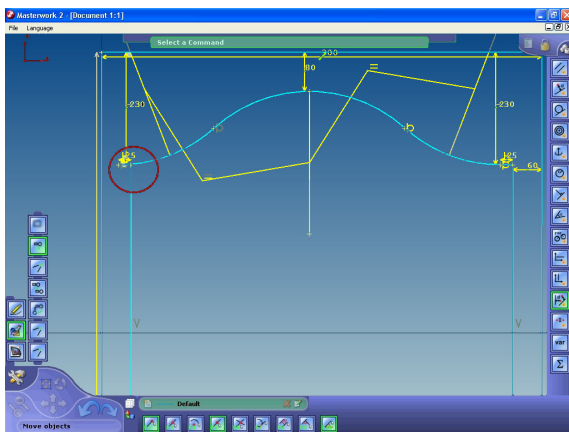 Masterwork 2 - [Document 1:1]
File Language
Select a Command
300
80
230
230
25
25
60
V
V
var
Σ
Default
Move objects